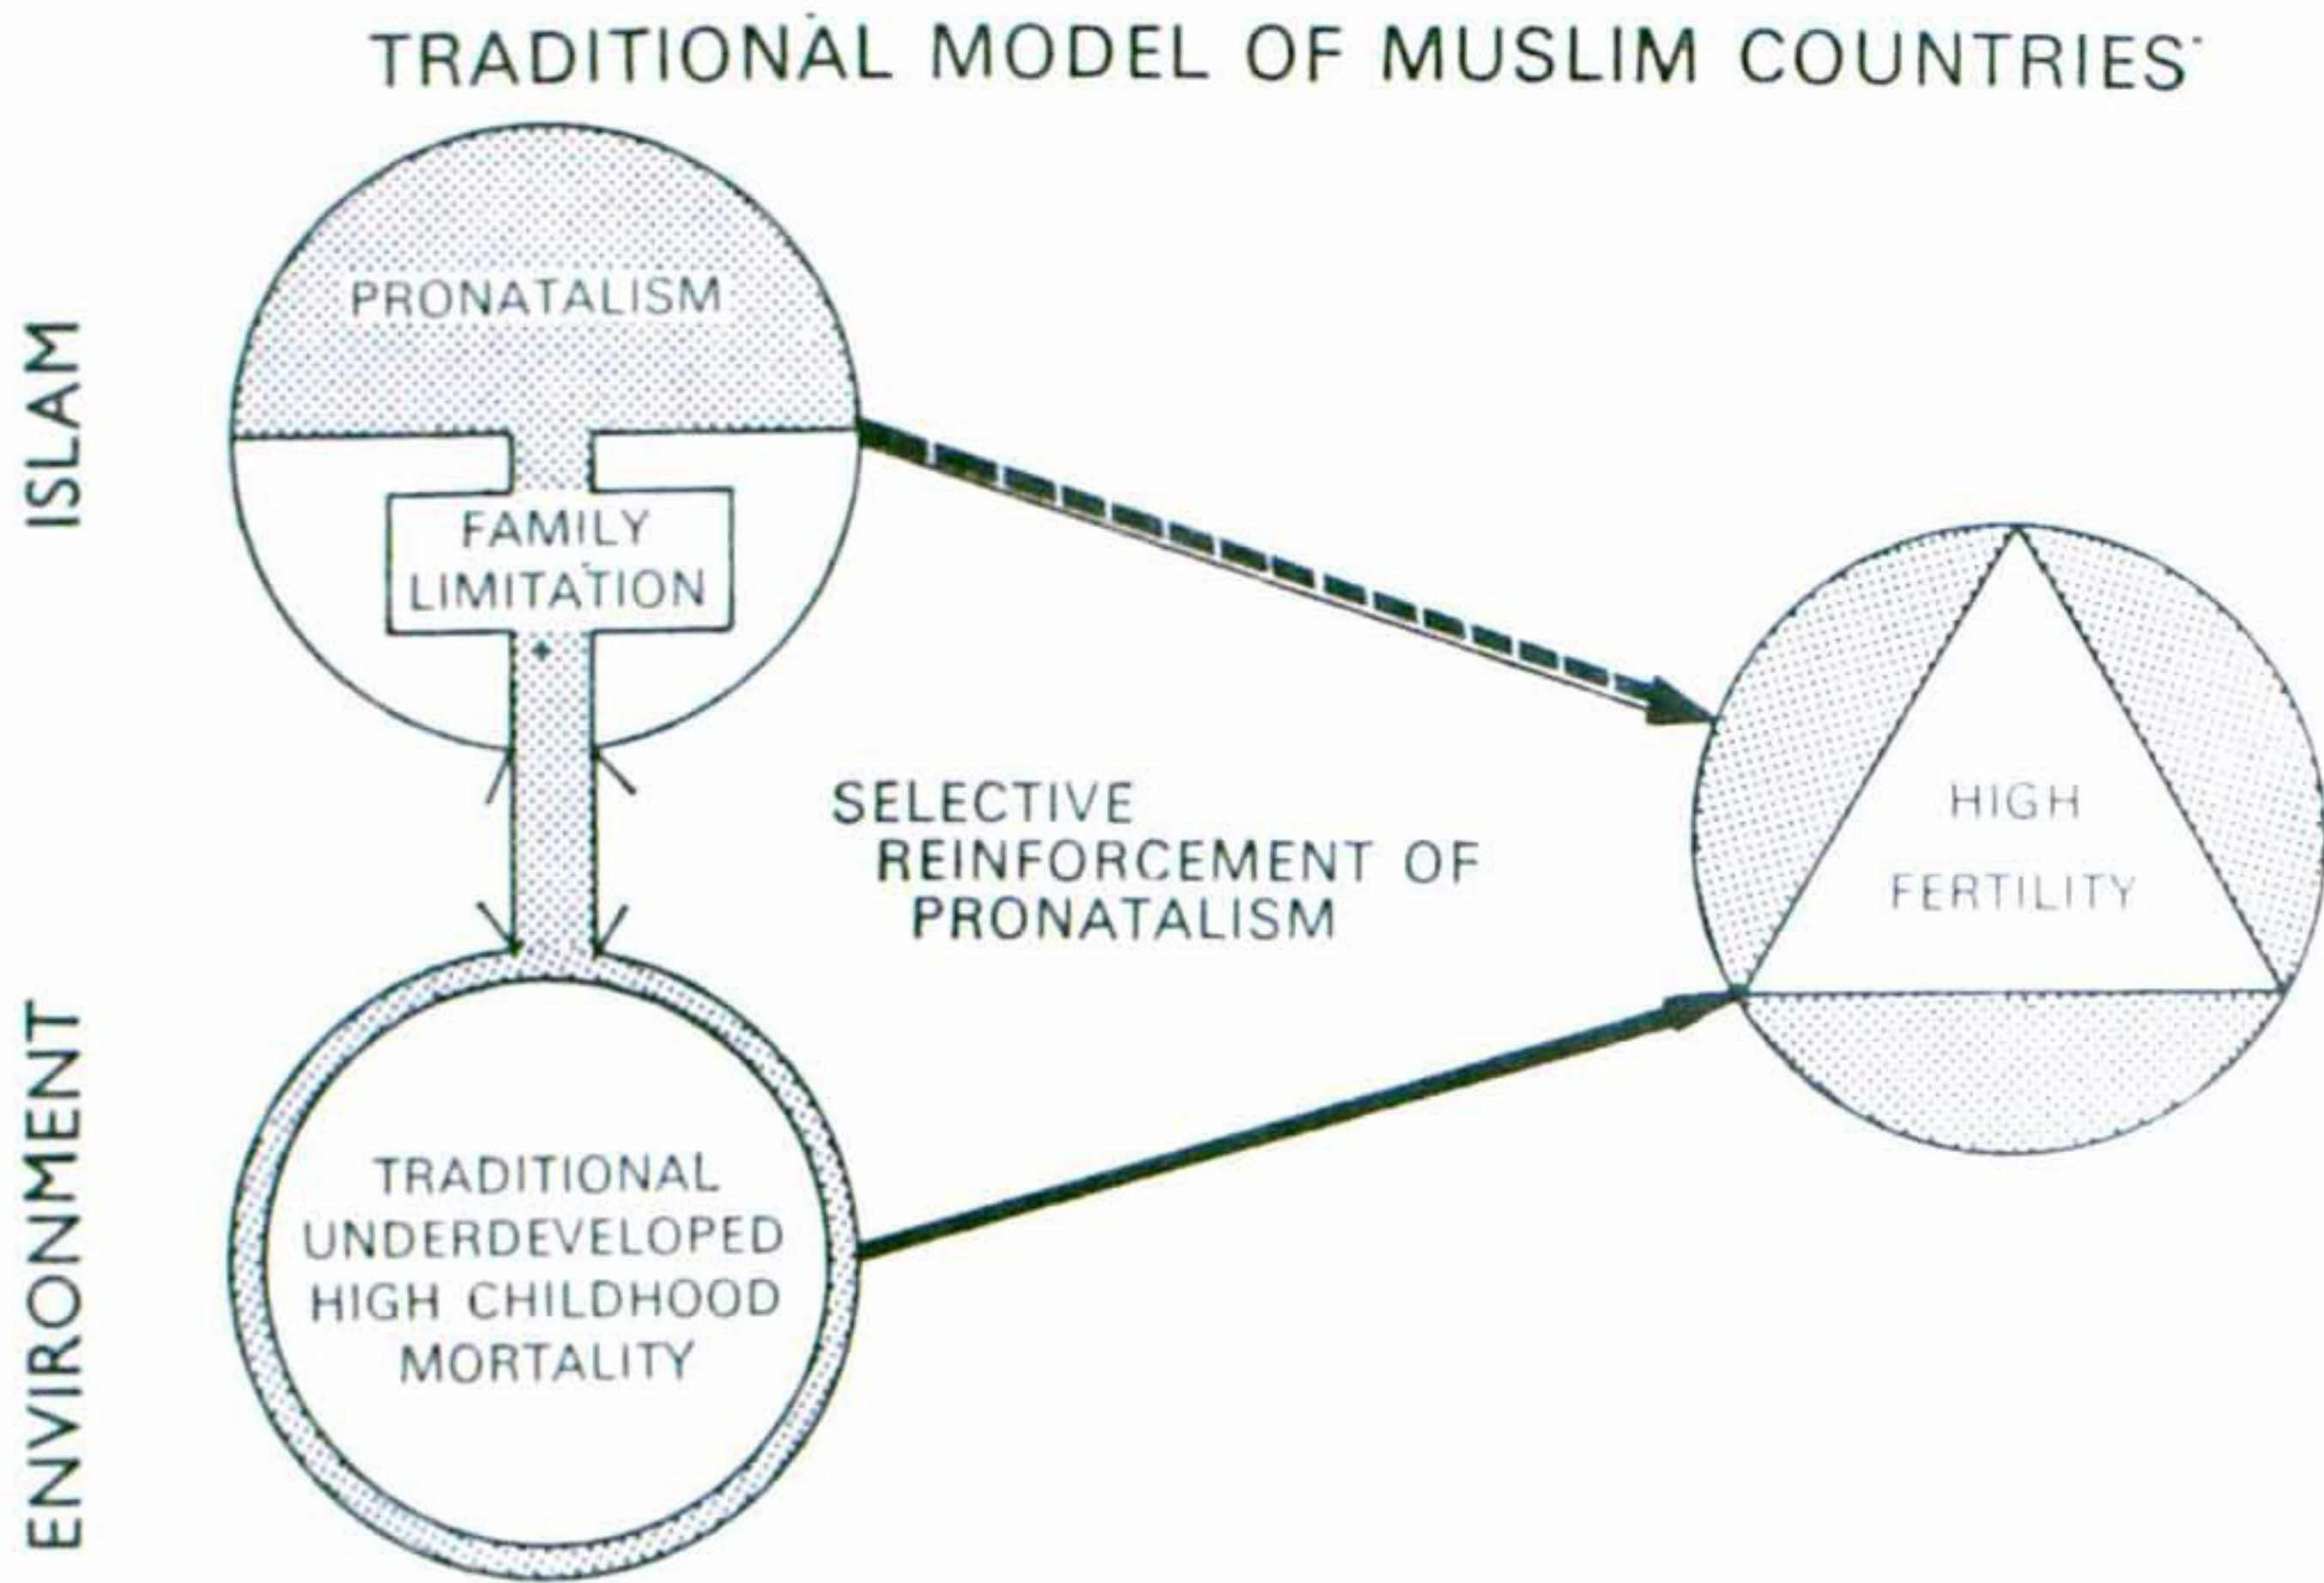 TRADITIONAL MODEL OF MUSLIM COUNTRIES
ISLAM
PRONATALISM
FAMILY
LIMITATION
SELECTIVE
REINFORCEMENT OF
PRONATALISM
HIGH
FERTILITY
ENVIRONMENT
TRADITIONAL
UNDERDEVELOPED
HIGH CHILDHOOD
MORTALITY